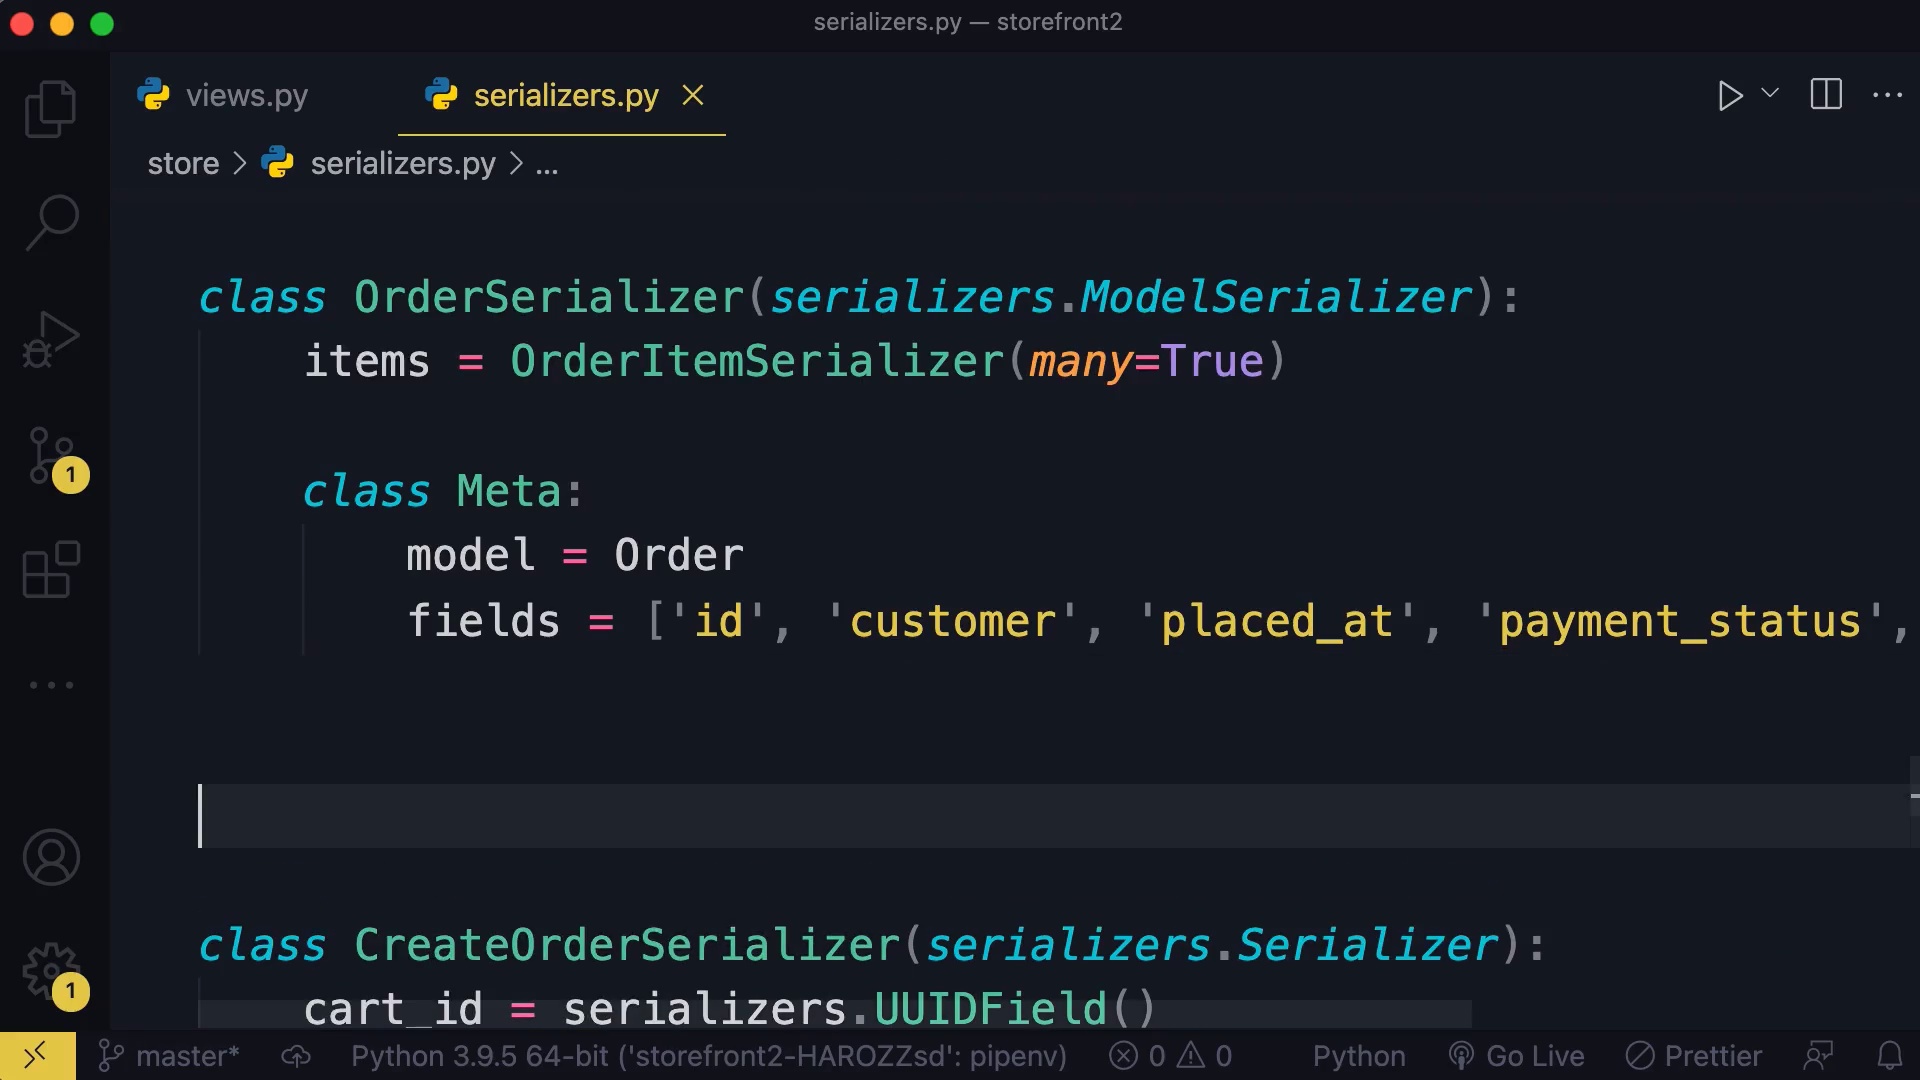 serializers.py — storefront2
views.py
serializers.py
store > serializers.py > ...
class OrderSerializer(serializers.ModelSerializer):
items = OrderItemSerializer(many=True)
class Meta:
model = Order
fields = ['id', 'customer', 'placed_at', 'payment_status',
class CreateOrderSerializer(serializers.Serializer):
cart_id = serializers.UUIDField()
1
1
master* Python 3.9.5 64-bit ('storefront2-HAROZZsd': pipenv) 0 0 Python Go Live Prettier